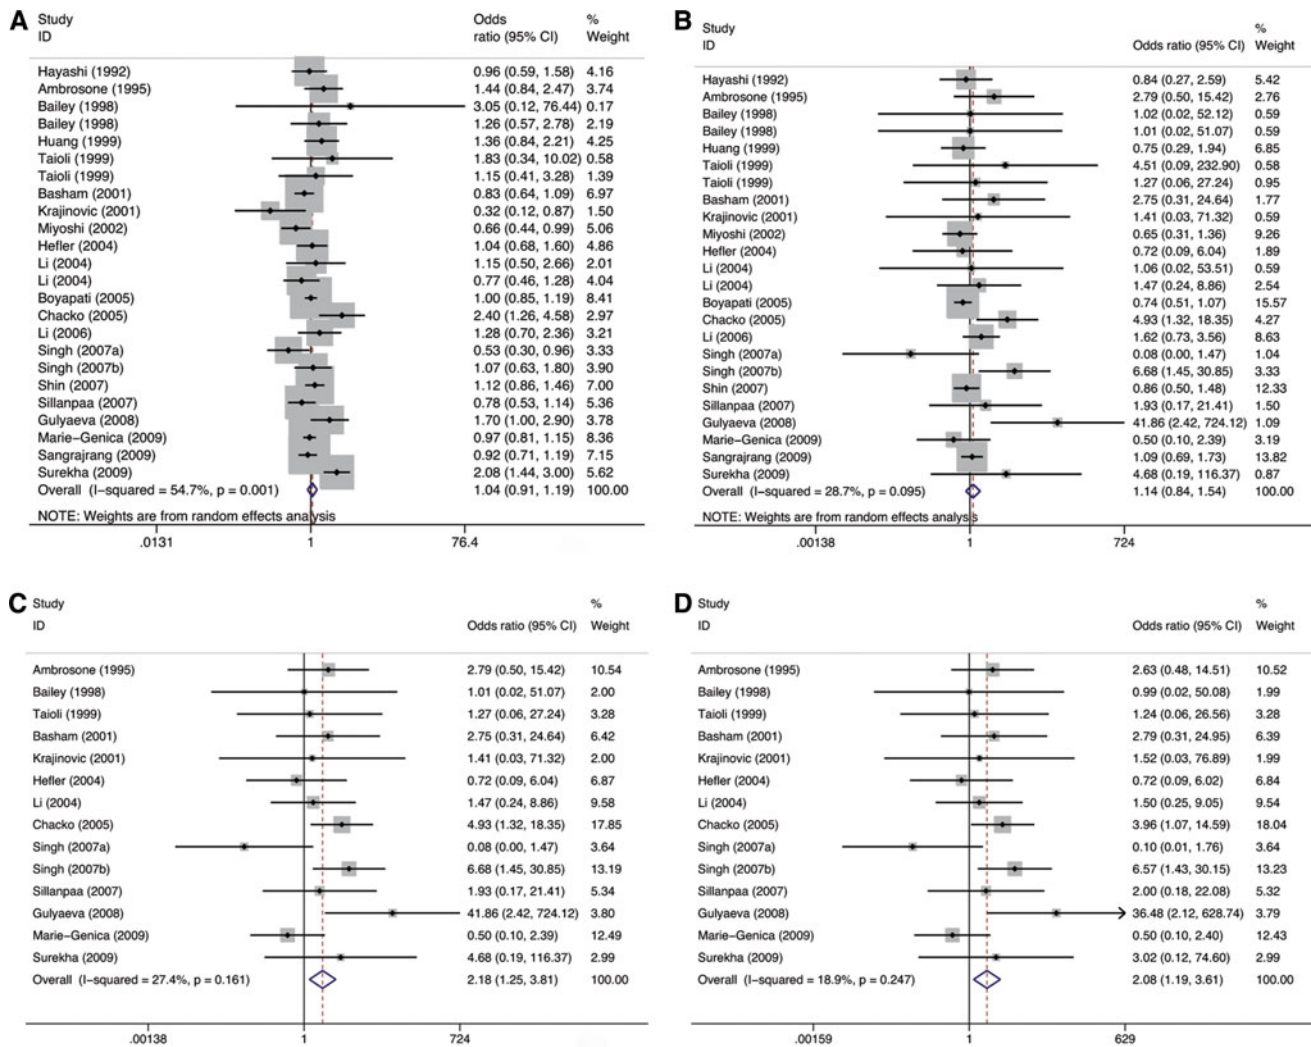 A
Study Odds %
ID ratio (95% CI) Weight
Hayashi (1992) 0.96 (0.59, 1.58) 4.16
Ambrosone (1995) 1.44 (0.84, 2.47) 3.74
Bailey (1998) 3.05 (0.12, 76.44) 0.17
Bailey (1998) 1.26 (0.57, 2.78) 2.19
Huang (1999) 1.36 (0.84, 2.21) 4.25
Taioli (1999) 1.83 (0.34, 10.02) 0.58
Taioli (1999) 1.15 (0.41, 3.28) 1.39
Basham (2001) 0.83 (0.64, 1.09) 6.97
Krajinovic (2001) 0.32 (0.12, 0.87) 1.50
Miyoshi (2002) 0.66 (0.44, 0.99) 5.06
Hefler (2004) 1.04 (0.68, 1.60) 4.86
Li (2004) 1.15 (0.50, 2.66) 2.01
Li (2004) 0.77 (0.46, 1.28) 4.04
Boyapati (2005) 1.00 (0.85, 1.19) 8.41
Chacko (2005) 2.40 (1.26, 4.58) 2.97
Li (2006) 1.28 (0.70, 2.36) 3.21
Singh (2007a) 0.53 (0.30, 0.96) 3.33
Singh (2007b) 1.07 (0.63, 1.80) 3.90
Shin (2007) 1.12 (0.86, 1.46) 7.00
Sillanpaa (2007) 0.78 (0.53, 1.14) 5.36
Gulyaeva (2008) 1.70 (1.00, 2.90) 3.78
Marie–Genica (2009) 0.97 (0.81, 1.15) 8.36
Sangrajrang (2009) 0.92 (0.71, 1.19) 7.15
Surekha (2009) 2.08 (1.44, 3.00) 5.62
Overall (I–squared = 54.7%, p = 0.001) 1.04 (0.91, 1.19) 100.00
NOTE: Weights are from random effects analysis
.0131 1 76.4
B
Study %
ID Odds ratio (95% CI) Weight
Hayashi (1992) 0.84 (0.27, 2.59) 5.42
Ambrosone (1995) 2.79 (0.50, 15.42) 2.76
Bailey (1998) 1.02 (0.02, 52.12) 0.59
Bailey (1998) 1.01 (0.02, 51.07) 0.59
Huang (1999) 0.75 (0.29, 1.94) 6.85
Taioli (1999) 4.51 (0.09, 232.90) 0.58
Taioli (1999) 1.27 (0.06, 27.24) 0.95
Basham (2001) 2.75 (0.31, 24.64) 1.77
Krajinovic (2001) 1.41 (0.03, 71.32) 0.59
Miyoshi (2002) 0.65 (0.31, 1.36) 9.26
Hefler (2004) 0.72 (0.09, 6.04) 1.89
Li (2004) 1.06 (0.02, 53.51) 0.59
Li (2004) 1.47 (0.24, 8.86) 2.54
Boyapati (2005) 0.74 (0.51, 1.07) 15.57
Chacko (2005) 4.93 (1.32, 18.35) 4.27
Li (2006) 1.62 (0.73, 3.56) 8.63
Singh (2007a) 0.08 (0.00, 1.47) 1.04
Singh (2007b) 6.68 (1.45, 30.85) 3.33
Shin (2007) 0.86 (0.50, 1.48) 12.33
Sillanpaa (2007) 1.93 (0.17, 21.41) 1.50
Gulyaeva (2008) 41.86 (2.42, 724.12) 1.09
Marie–Genica (2009) 0.50 (0.10, 2.39) 3.19
Sangrajrang (2009) 1.09 (0.69, 1.73) 13.82
Surekha (2009) 4.68 (0.19, 116.37) 0.87
Overall (I–squared = 28.7%, p = 0.095) 1.14 (0.84, 1.54) 100.00
NOTE: Weights are from random effects analysis
.00138 1 724
C
Study %
ID Odds ratio (95% CI) Weight
Ambrosone (1995) 2.79 (0.50, 15.42) 10.54
Bailey (1998) 1.01 (0.02, 51.07) 2.00
Taioli (1999) 1.27 (0.06, 27.24) 3.28
Basham (2001) 2.75 (0.31, 24.64) 6.42
Krajinovic (2001) 1.41 (0.03, 71.32) 2.00
Hefler (2004) 0.72 (0.09, 6.04) 6.87
Li (2004) 1.47 (0.24, 8.86) 9.58
Chacko (2005) 4.93 (1.32, 18.35) 17.85
Singh (2007a) 0.08 (0.00, 1.47) 3.64
Singh (2007b) 6.68 (1.45, 30.85) 13.19
Sillanpaa (2007) 1.93 (0.17, 21.41) 5.34
Gulyaeva (2008) 41.86 (2.42, 724.12) 3.80
Marie–Genica (2009) 0.50 (0.10, 2.39) 12.49
Surekha (2009) 4.68 (0.19, 116.37) 2.99
Overall (I–squared = 27.4%, p = 0.161) 2.18 (1.25, 3.81) 100.00
.00138 1 724
D
Study %
ID Odds ratio (95% CI) Weight
Ambrosone (1995) 2.63 (0.48, 14.51) 10.52
Bailey (1998) 0.99 (0.02, 50.08) 1.99
Taioli (1999) 1.24 (0.06, 26.56) 3.28
Basham (2001) 2.79 (0.31, 24.95) 6.39
Krajinovic (2001) 1.52 (0.03, 76.89) 1.99
Hefler (2004) 0.72 (0.09, 6.02) 6.84
Li (2004) 1.50 (0.25, 9.05) 9.54
Chacko (2005) 3.96 (1.07, 14.59) 18.04
Singh (2007a) 0.10 (0.01, 1.76) 3.64
Singh (2007b) 6.57 (1.43, 30.15) 13.23
Sillanpaa (2007) 2.00 (0.18, 22.08) 5.32
Gulyaeva (2008) 36.48 (2.12, 628.74) 3.79
Marie–Genica (2009) 0.50 (0.10, 2.40) 12.43
Surekha (2009) 3.02 (0.12, 74.60) 2.99
Overall (I–squared = 18.9%, p = 0.247) 2.08 (1.19, 3.61) 100.00
.00159 1 629